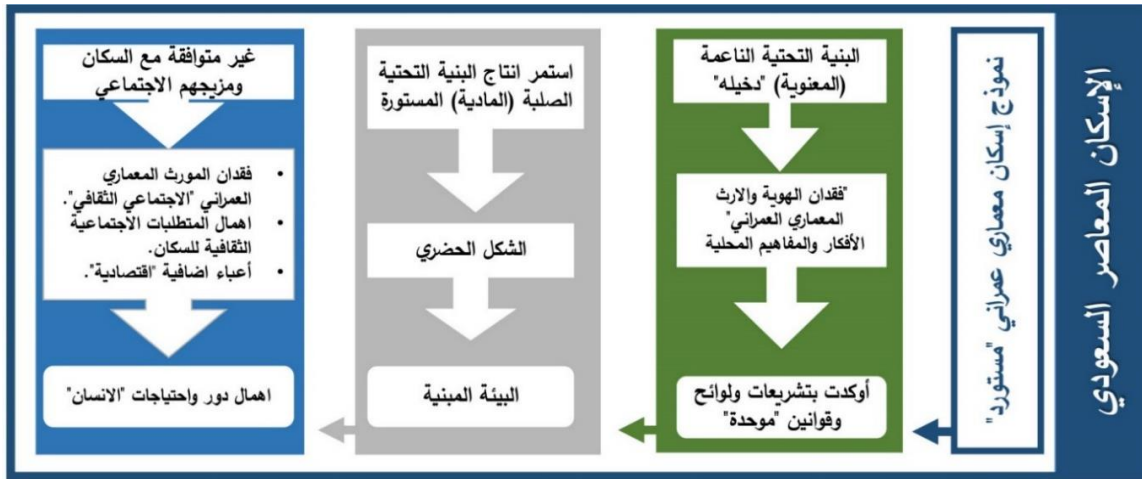 الإسكان المعاصر السعودي
نموذج إسكان معماري عمراني "مستورد"
البنية التحتية الناعمة
(المعنوية) "دخيله"
"فقدان الهوية والارث
المعماري العمراني"
الأفكار والمفاهيم المحلية
أوكدت بتشريعات ولوائح
وقوانين "موحدة"
استمر انتاج البنية التحتية
الصلبة (المادية) المستورة
الشكل الحضري
البيئة المبنية
غير متوافقة مع السكان
ومزيجهم الاجتماعي
• فقدان المورث المعماري
العمراني "الاجتماعي الثقافي".
• اهمال المتطلبات الاجتماعية
الثقافية للسكان.
• أعباء اضافية "اقتصادية".
اهمال دور واحتياجات "الانسان"